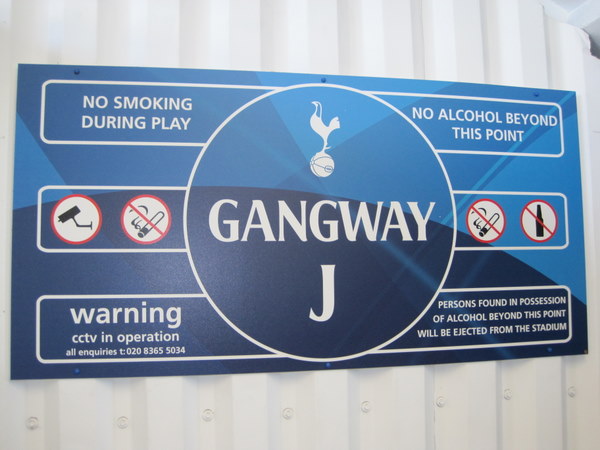 NO SMOKING
DURING PLAY
NO ALCOHOL BEYOND
THIS POINT
GANGWAY
J
warning
cctv in operation
all enquiries t: 020 8365 5034
PERSONS FOUND IN POSSESSION
OF ALCOHOL BEYOND THIS POINT
WILL BE EJECTED FROM THE STADIUM